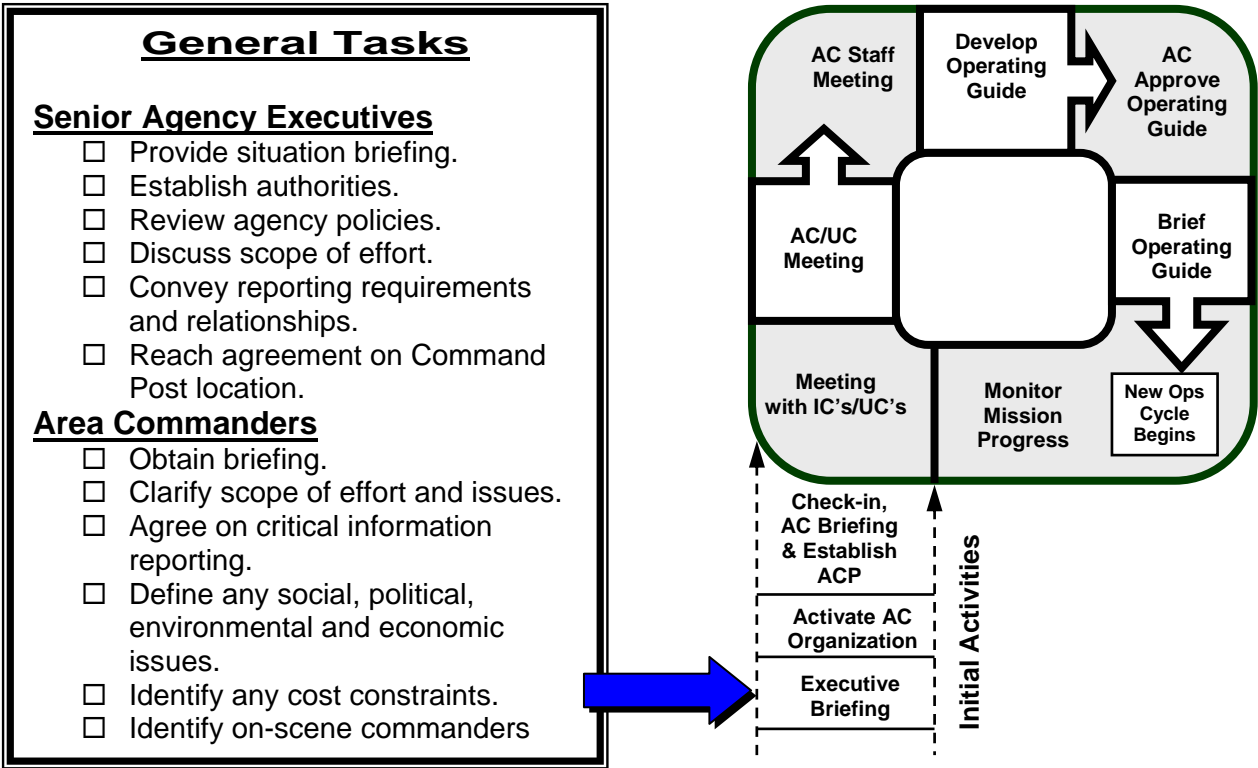 General Tasks
Senior Agency Executives
☐ Provide situation briefing.
☐ Establish authorities.
☐ Review agency policies.
☐ Discuss scope of effort.
☐ Convey reporting requirements
and relationships.
☐ Reach agreement on Command
Post location.
Area Commanders
☐ Obtain briefing.
☐ Clarify scope of effort and issues.
☐ Agree on critical information
reporting.
☐ Define any social, political,
environmental and economic
issues.
☐ Identify any cost constraints.
☐ Identify on-scene commanders
AC Staff
Meeting
Develop
Operating
Guide
AC
Approve
Operating
Guide
AC/UC
Meeting
Brief
Operating
Guide
Meeting
with IC's/UC's
Monitor
Mission
Progress
New Ops
Cycle
Begins
Check-in,
AC Briefing
& Establish
ACP
Activate AC
Organization
Executive
Briefing
Initial Activities